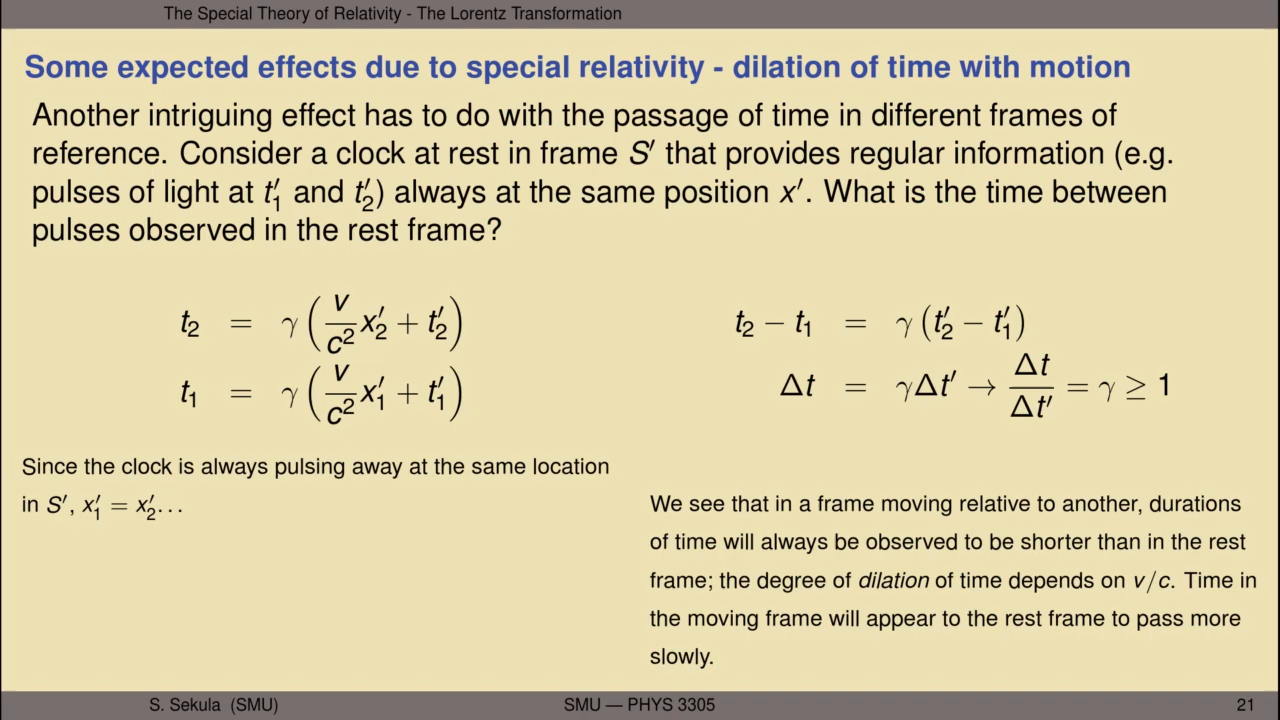 The Special Theory of Relativity - The Lorentz Transformation
Some expected effects due to special relativity - dilation of time with motion
Another intriguing effect has to do with the passage of time in different frames of
reference. Consider a clock at rest in frame S′ that provides regular information (e.g.
pulses of light at t′₁ and t′₂) always at the same position x′. What is the time between
pulses observed in the rest frame?
t₂ = γ (v/c² x′₂ + t′₂)
t₁ = γ (v/c² x′₁ + t′₁)
Since the clock is always pulsing away at the same location
in S′, x′₁ = x′₂...
t₂ − t₁ = γ (t′₂ − t′₁)
Δt = γΔt′ → Δt/Δt′ = γ ≥ 1
We see that in a frame moving relative to another, durations
of time will always be observed to be shorter than in the rest
frame; the degree of dilation of time depends on v/c. Time in
the moving frame will appear to the rest frame to pass more
slowly.
S. Sekula (SMU)
SMU — PHYS 3305
21